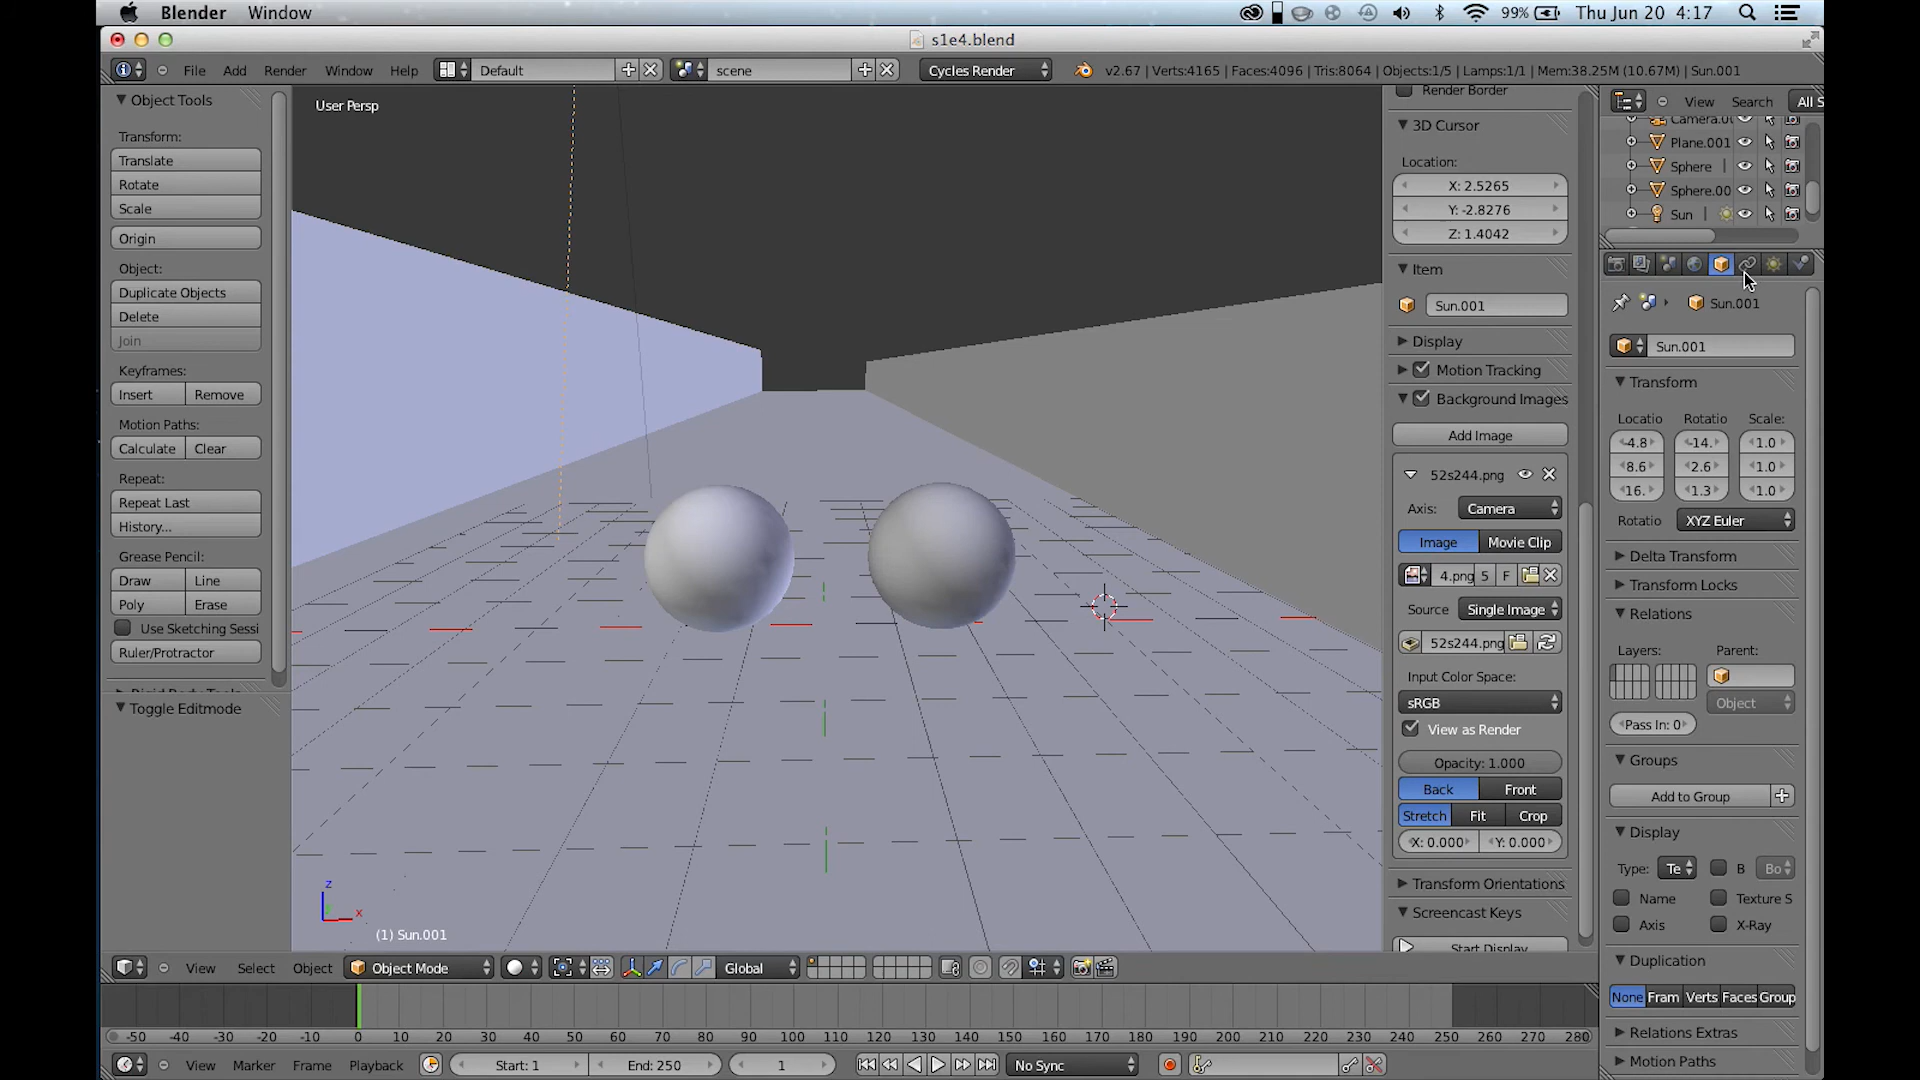 Blender Window 99% Thu Jun 20 4:17
s1e4.blend
File Add Render Window Help Default scene Cycles Render v2.67 | Verts:4165 | Faces:4096 | Tris:8064 | Objects:1/5 | Lamps:1/1 | Mem:38.25M (10.67M) | Sun.001
Object Tools
Transform:
Translate
Rotate
Scale
Origin
Object:
Duplicate Objects
Delete
Join
Keyframes:
Insert Remove
Motion Paths:
Calculate Clear
Repeat:
Repeat Last
History...
Grease Pencil:
Draw Line
Poly Erase
Use Sketching Sessi
Ruler/Protractor
Toggle Editmode
User Persp
z
x
(1) Sun.001
Render Border
3D Cursor
Location:
X: 2.5265
Y: -2.8276
Z: 1.4042
Item
Sun.001
Display
Motion Tracking
Background Images
Add Image
52s244.png
Axis: Camera
Image Movie Clip
4.png 5 F
Source Single Image
52s244.png
Input Color Space:
sRGB
View as Render
Opacity: 1.000
Back Front
Stretch Fit Crop
X: 0.000 Y: 0.000
Transform Orientations
Screencast Keys
Start Display
View Search All S
Camera.0
Plane.001
Sphere
Sphere.00
Sun
Sun.001
Sun.001
Transform
Locatio Rotatio Scale:
-4.8 -14. 1.0
8.6 2.6 1.0
16. 1.3 1.0
Rotatio XYZ Euler
Delta Transform
Transform Locks
Relations
Layers: Parent:
Object
Pass In: 0
Groups
Add to Group
Display
Type: Te B Bo
Name Texture S
Axis X-Ray
Duplication
None Fram Verts Faces Group
Relations Extras
Motion Paths
View Select Object Object Mode Global
-50 -40 -30 -20 -10 0 10 20 30 40 50 60 70 80 90 100 110 120 130 140 150 160 170 180 190 200 210 220 230 240 250 260 270 280
View Marker Frame Playback Start: 1 End: 250 1 No Sync